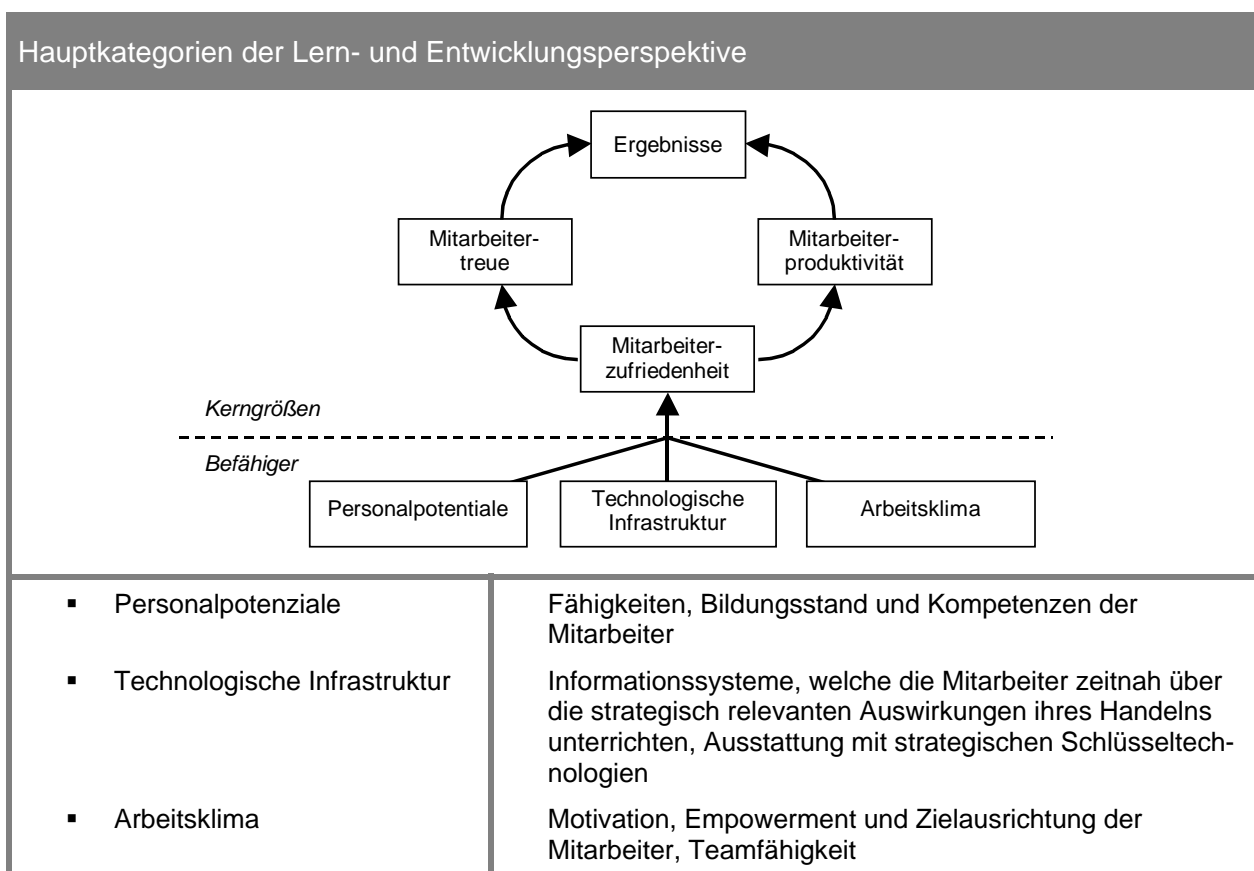 Hauptkategorien der Lern- und Entwicklungsperspektive
Ergebnisse
Mitarbeiter-
treue
Mitarbeiter-
produktivität
Mitarbeiter-
zufriedenheit
Kerngrößen
Befähiger
Personalpotentiale
Technologische
Infrastruktur
Arbeitsklima
▪ Personalpotenziale
Fähigkeiten, Bildungsstand und Kompetenzen der
Mitarbeiter
▪ Technologische Infrastruktur
Informationssysteme, welche die Mitarbeiter zeitnah über
die strategisch relevanten Auswirkungen ihres Handelns
unterrichten, Ausstattung mit strategischen Schlüsseltech-
nologien
▪ Arbeitsklima
Motivation, Empowerment und Zielausrichtung der
Mitarbeiter, Teamfähigkeit